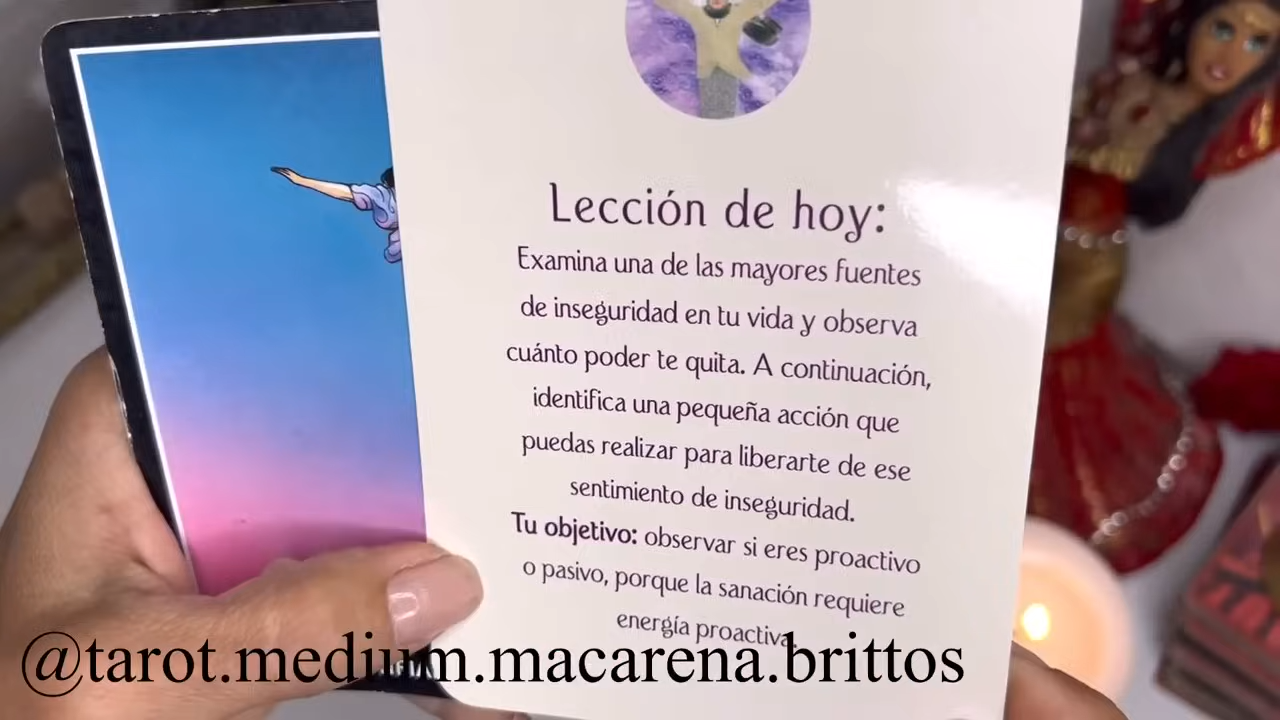 Lección de hoy:
Examina una de las mayores fuentes
de inseguridad en tu vida y observa
cuánto poder te quita. A continuación,
identifica una pequeña acción que
puedas realizar para liberarte de ese
sentimiento de inseguridad.
Tu objetivo: observar si eres proactivo
o pasivo, porque la sanación requiere
energía proactiva.
@tarot.medium.macarena.brittos